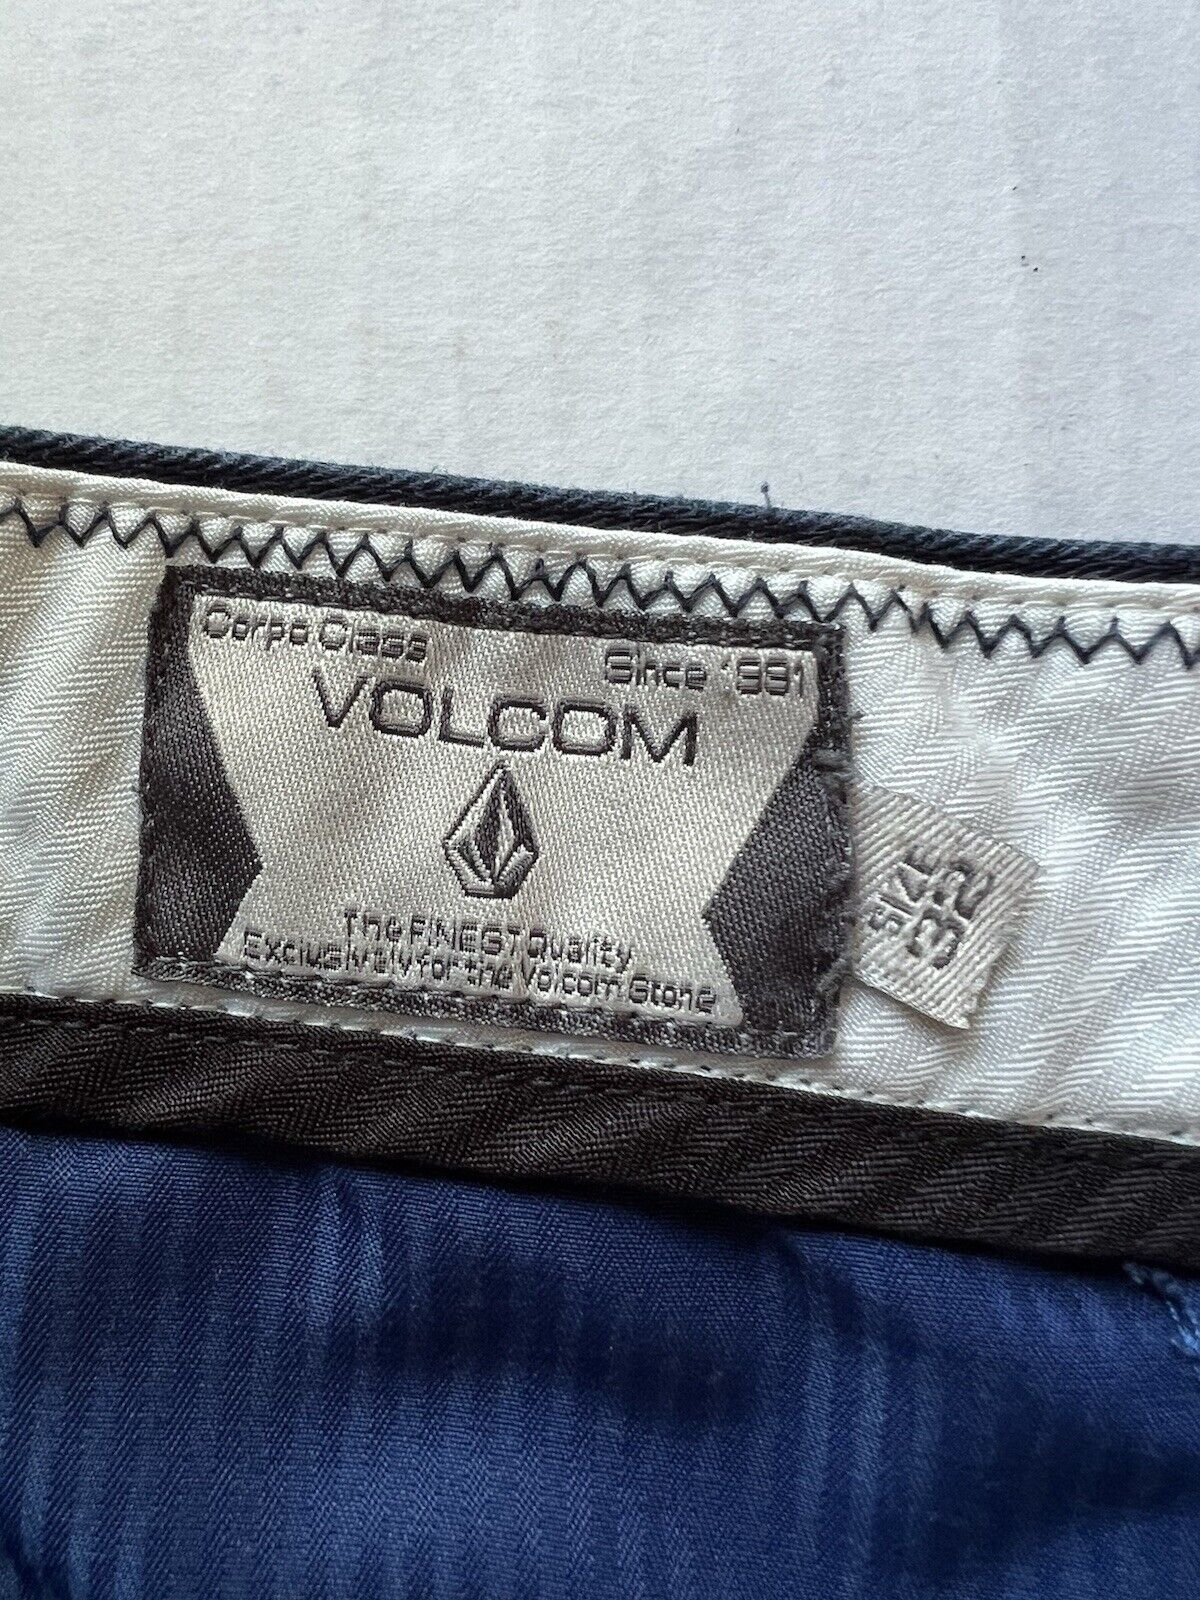 Corpo Class
Since 1991
VOLCOM
The FINEST Quality
Exclusively for the Volcom Stone
SIZE
32